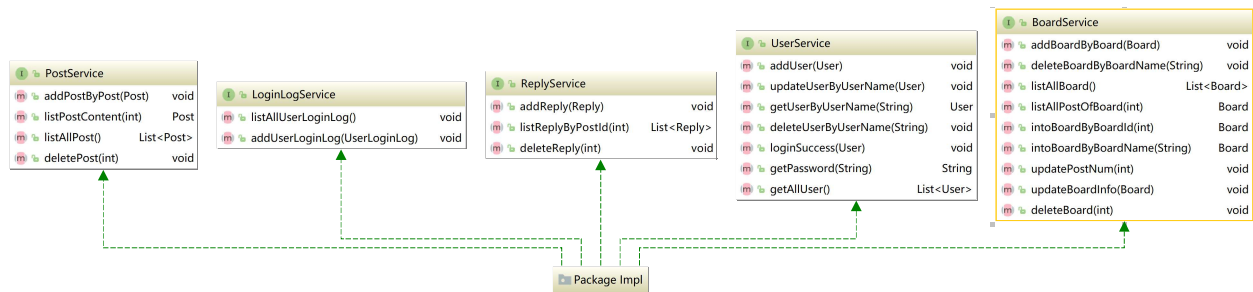 PostService
addPostByPost(Post) void
listPostContent(int) Post
listAllPost() List<Post>
deletePost(int) void
LoginLogService
listAllUserLoginLog() void
addUserLoginLog(UserLoginLog) void
ReplyService
addReply(Reply) void
listReplyByPostId(int) List<Reply>
deleteReply(int) void
UserService
addUser(User) void
updateUserByUserName(User) void
getUserByUserName(String) User
deleteUserByUserName(String) void
loginSuccess(User) void
getPassword(String) String
getAllUser() List<User>
BoardService
addBoardByBoard(Board) void
deleteBoardByBoardName(String) void
listAllBoard() List<Board>
listAllPostOfBoard(int) Board
intoBoardByBoardId(int) Board
intoBoardByBoardName(String) Board
updatePostNum(int) void
updateBoardInfo(Board) void
deleteBoard(int) void
Package Impl